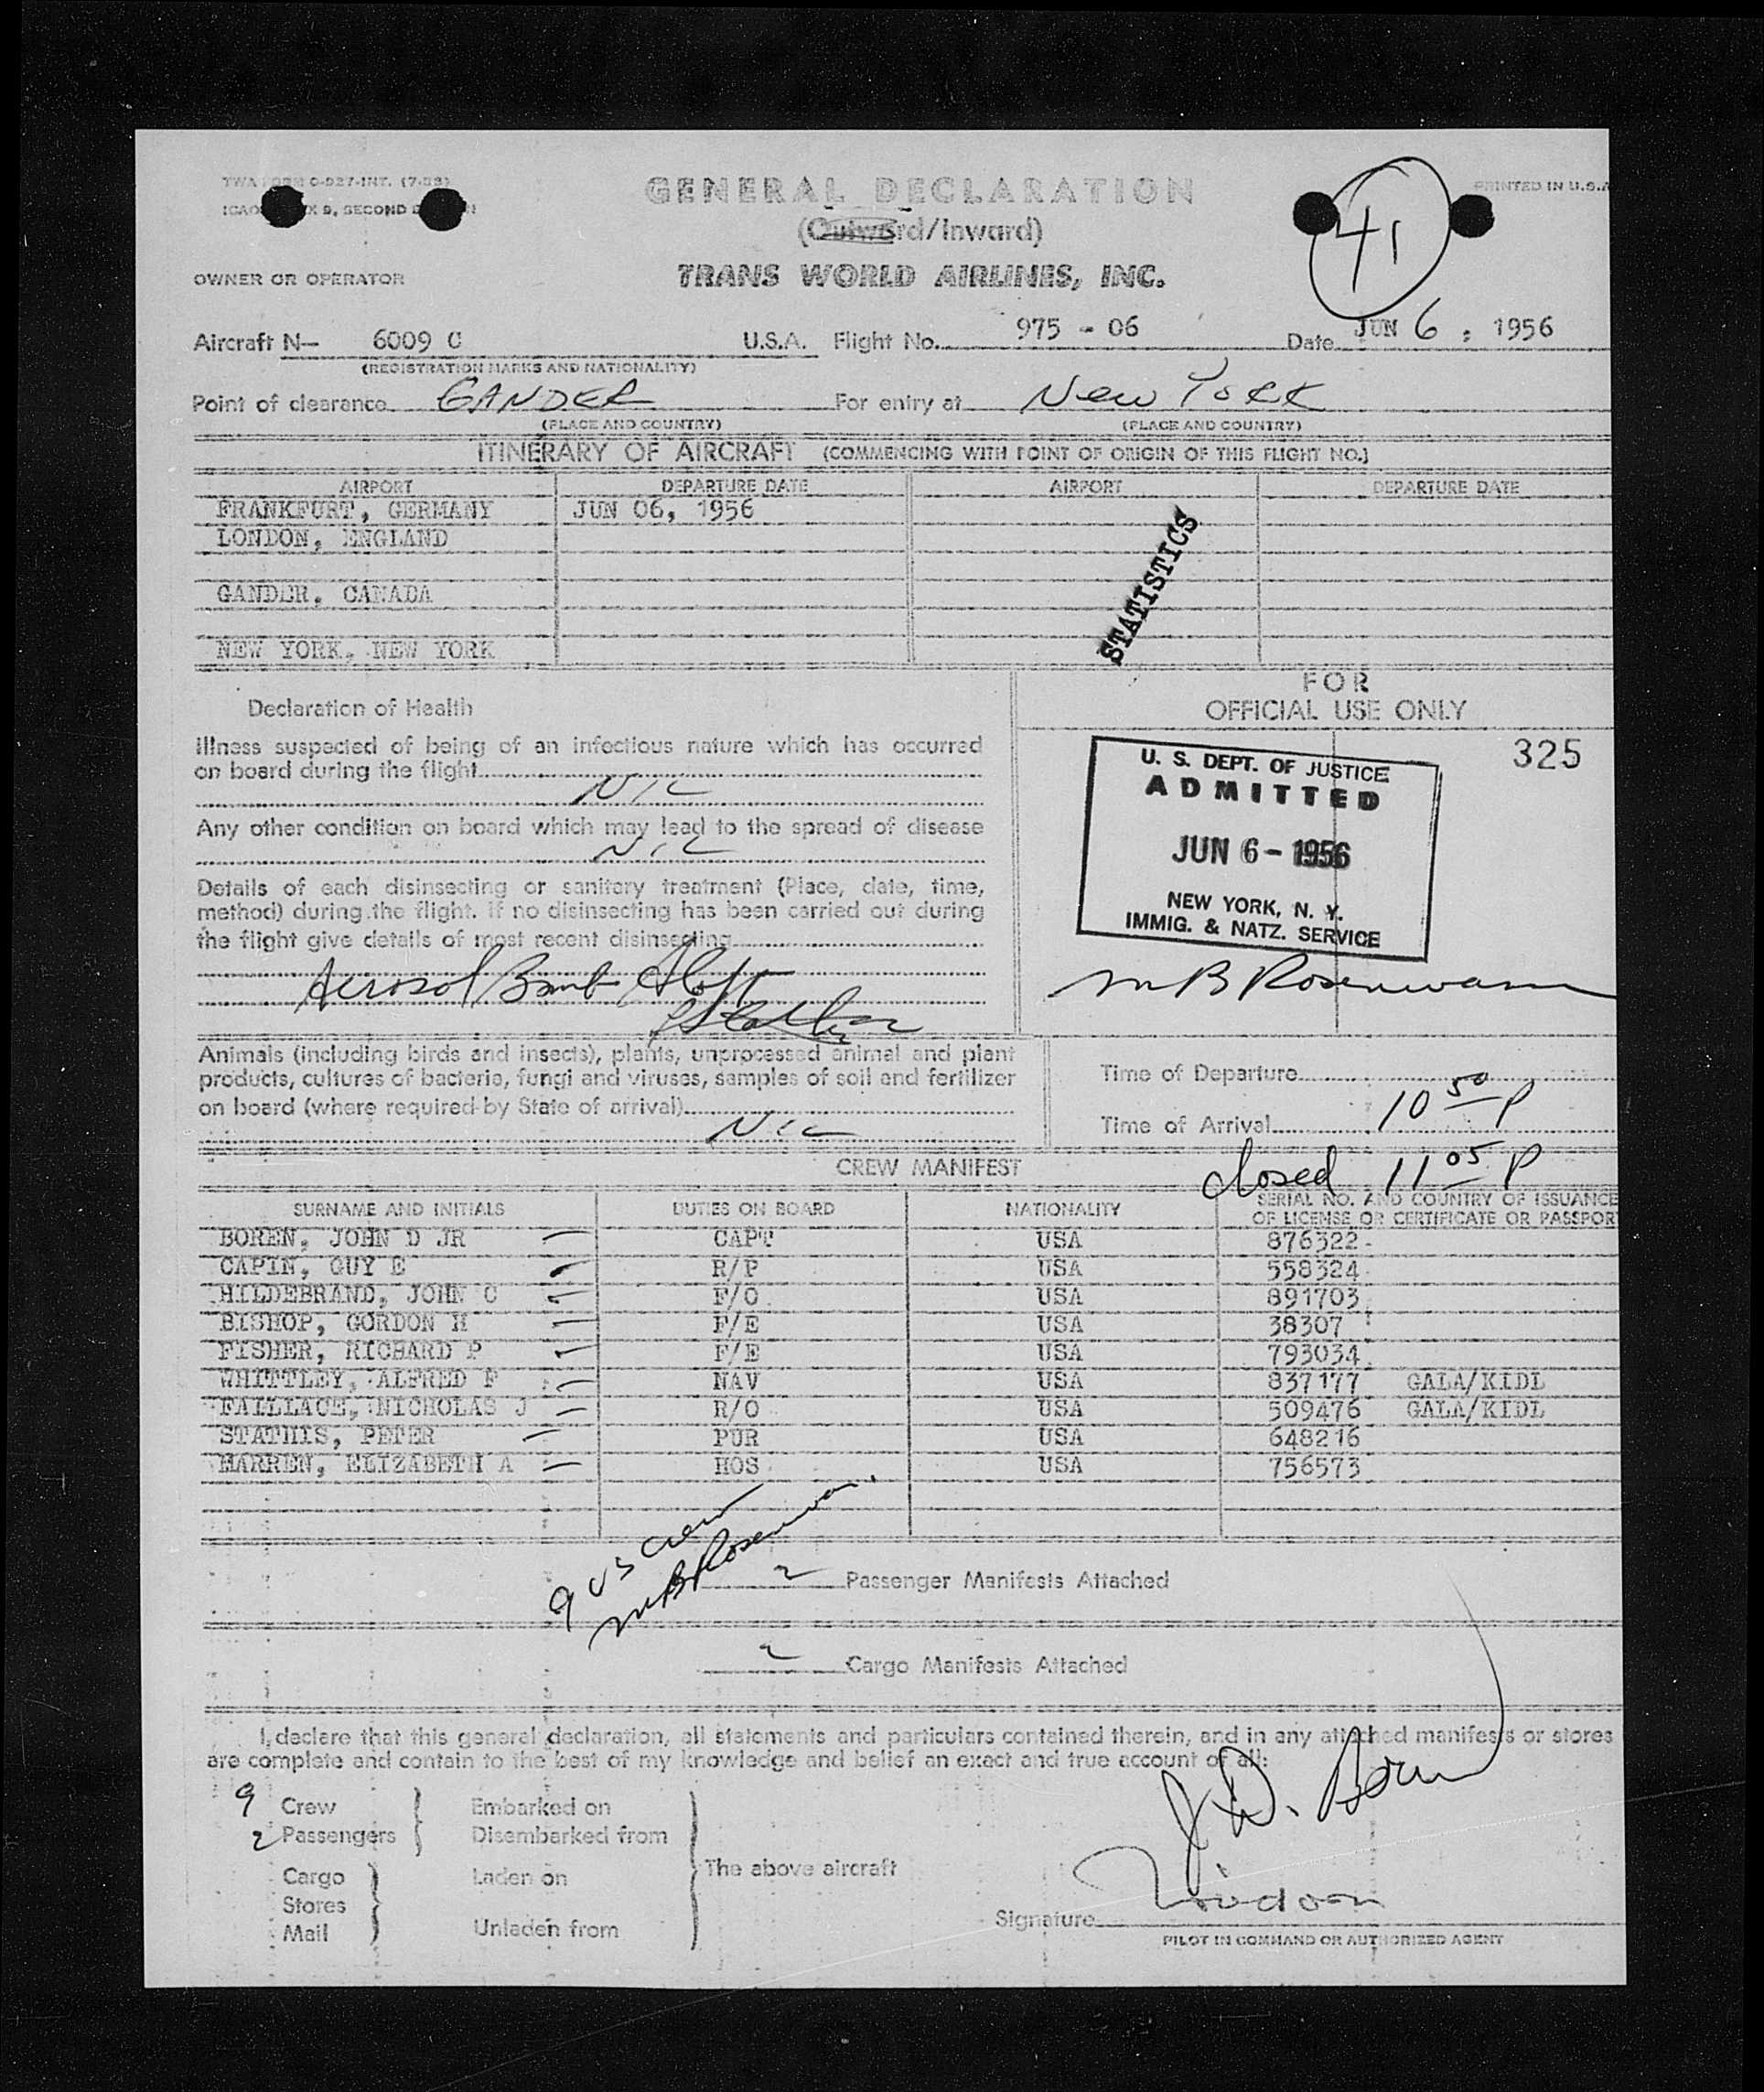 TWA FORM O-927-INT. (7-53)
PRINTED IN U.S.A
X 9, SECOND
GENERAL DECLARATION
(Outward/Inward)
41
OWNER OR OPERATOR
TRANS WORLD AIRLINES, INC.
Aircraft N— 6009 C U.S.A. Flight No. 975 - 06 Date JUN 6, 1956
(REGISTRATION MARKS AND NATIONALITY)
Point of clearance GANDER For entry at New York
(PLACE AND COUNTRY) (PLACE AND COUNTRY)
ITINERARY OF AIRCRAFT (COMMENCING WITH POINT OF ORIGIN OF THIS FLIGHT NO.)
AIRPORT DEPARTURE DATE AIRPORT DEPARTURE DATE
FRANKFURT, GERMANY JUN 06, 1956
LONDON, ENGLAND
GANDER, CANADA
NEW YORK, NEW YORK
STATISTICS
Declaration of Health
FOR
OFFICIAL USE ONLY
Illness suspected of being of an infectious nature which has occurred
on board during the flight
NIL
Any other condition on board which may lead to the spread of disease
NIL
Details of each disinsecting or sanitary treatment (Place, date, time,
method) during the flight. If no disinsecting has been carried out during
the flight give details of most recent disinsecting
Aerosol Bomb Aloft
325
U. S. DEPT. OF JUSTICE
ADMITTED
JUN 6 - 1956
NEW YORK, N. Y.
IMMIG. & NATZ. SERVICE
M B Rosenwam
Animals (including birds and insects), plants, unprocessed animal and plant
products, cultures of bacteria, fungi and viruses, samples of soil and fertilizer
on board (where required by State of arrival)
NIL
Time of Departure
Time of Arrival 10 50 P
closed 11 05 P
CREW MANIFEST
SURNAME AND INITIALS DUTIES ON BOARD NATIONALITY SERIAL NO. AND COUNTRY OF ISSUANCE
OF LICENSE OR CERTIFICATE OR PASSPOR
BOREN, JOHN D JR CAPT USA 876322
CAPIN, GUY E R/P USA 558324
HILDEBRAND, JOHN C F/O USA 891703
BISHOP, GORDON H F/E USA 38307
FISHER, RICHARD P F/E USA 793034
WHITTLEY, ALFRED F NAV USA 837177 GALA/KIDL
FAILLACE, NICHOLAS J R/O USA 509476 GALA/KIDL
STATHIS, PETER PUR USA 648216
HARREN, ELIZABETH A HOS USA 756573
9 US crew
M B Rosenwam
2 Passenger Manifests Attached
2 Cargo Manifests Attached
I, declare that this general declaration, all statements and particulars contained therein, and in any attached manifests or stores
are complete and contain to the best of my knowledge and belief an exact and true account of all:
9 Crew
2 Passengers
Embarked on
Disembarked from
Cargo
Stores
Mail
Laden on
Unladen from
The above aircraft
J. D. Boren
Signature
PILOT IN COMMAND OR AUTHORIZED AGENT